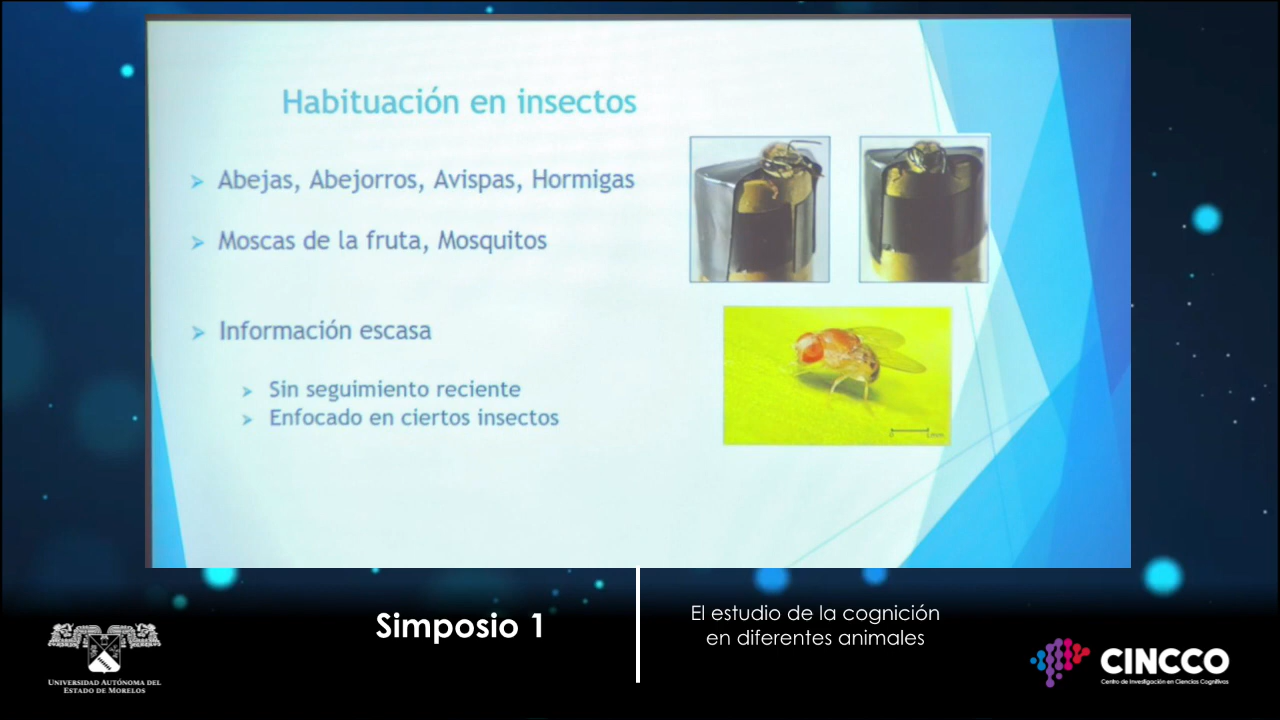 Habituación en insectos
Abejas, Abejorros, Avispas, Hormigas
Moscas de la fruta, Mosquitos
Información escasa
Sin seguimiento reciente
Enfocado en ciertos insectos
0 1mm
Simposio 1
El estudio de la cognición
en diferentes animales
UNIVERSIDAD AUTÓNOMA DEL
ESTADO DE MORELOS
CINCCO
Centro de Investigación en Ciencias Cognitivas